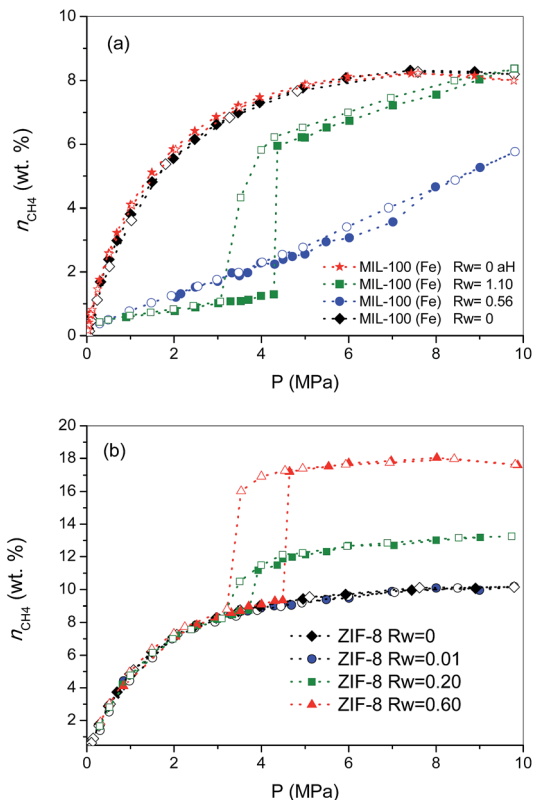 (a)
10
8
6
4
2
0
0
2
4
6
8
10
n_CH4 (wt. %)
P (MPa)
MIL-100 (Fe) Rw= 0 aH
MIL-100 (Fe) Rw= 1.10
MIL-100 (Fe) Rw= 0.56
MIL-100 (Fe) Rw= 0
(b)
20
18
16
14
12
10
8
6
4
2
0
2
4
6
8
10
n_CH4 (wt. %)
P (MPa)
ZIF-8 Rw=0
ZIF-8 Rw=0.01
ZIF-8 Rw=0.20
ZIF-8 Rw=0.60